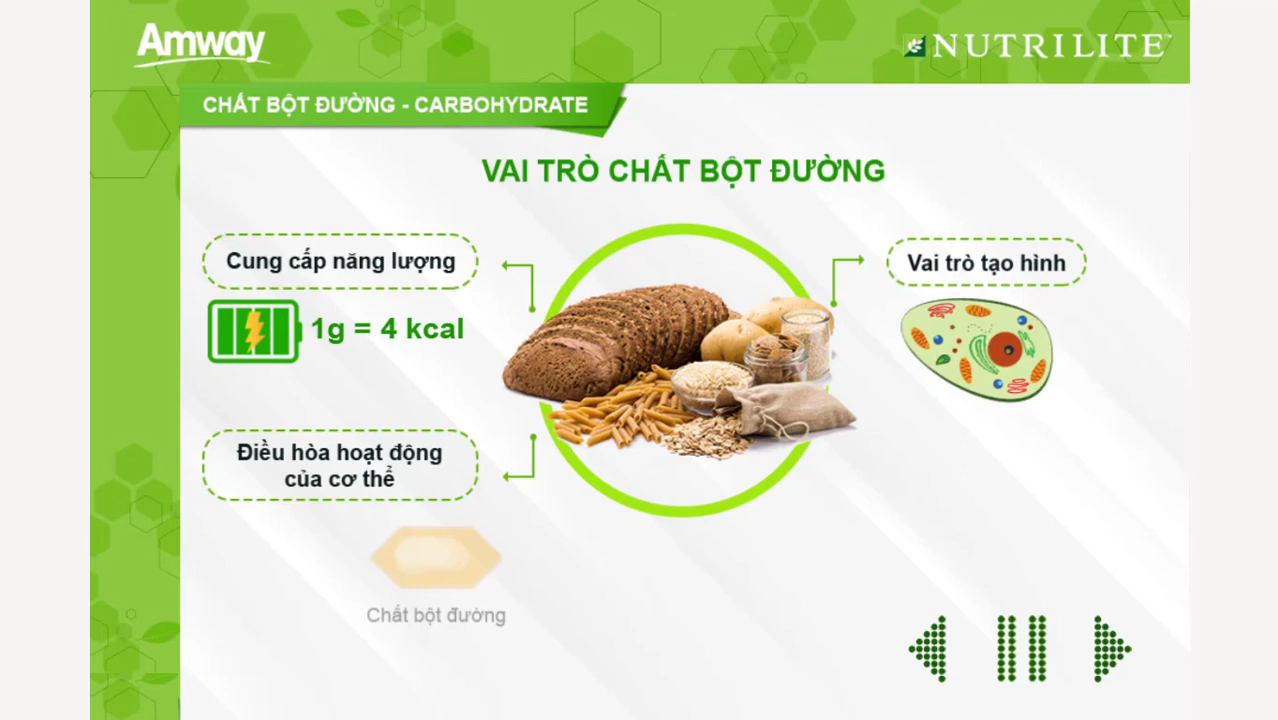 Amway
NUTRILITE™
CHẤT BỘT ĐƯỜNG - CARBOHYDRATE
VAI TRÒ CHẤT BỘT ĐƯỜNG
Cung cấp năng lượng
1g = 4 kcal
Vai trò tạo hình
Điều hòa hoạt động
của cơ thể
Chất bột đường